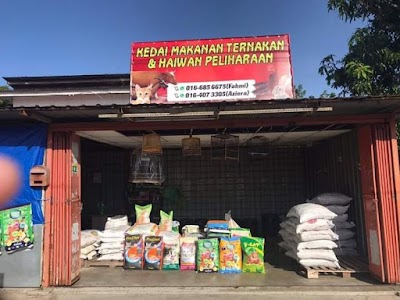 KEDAI MAKANAN TERNAKAN
& HAIWAN PELIHARAAN
016-685 6675(Fahmi)
016-407 3305(Aziera)